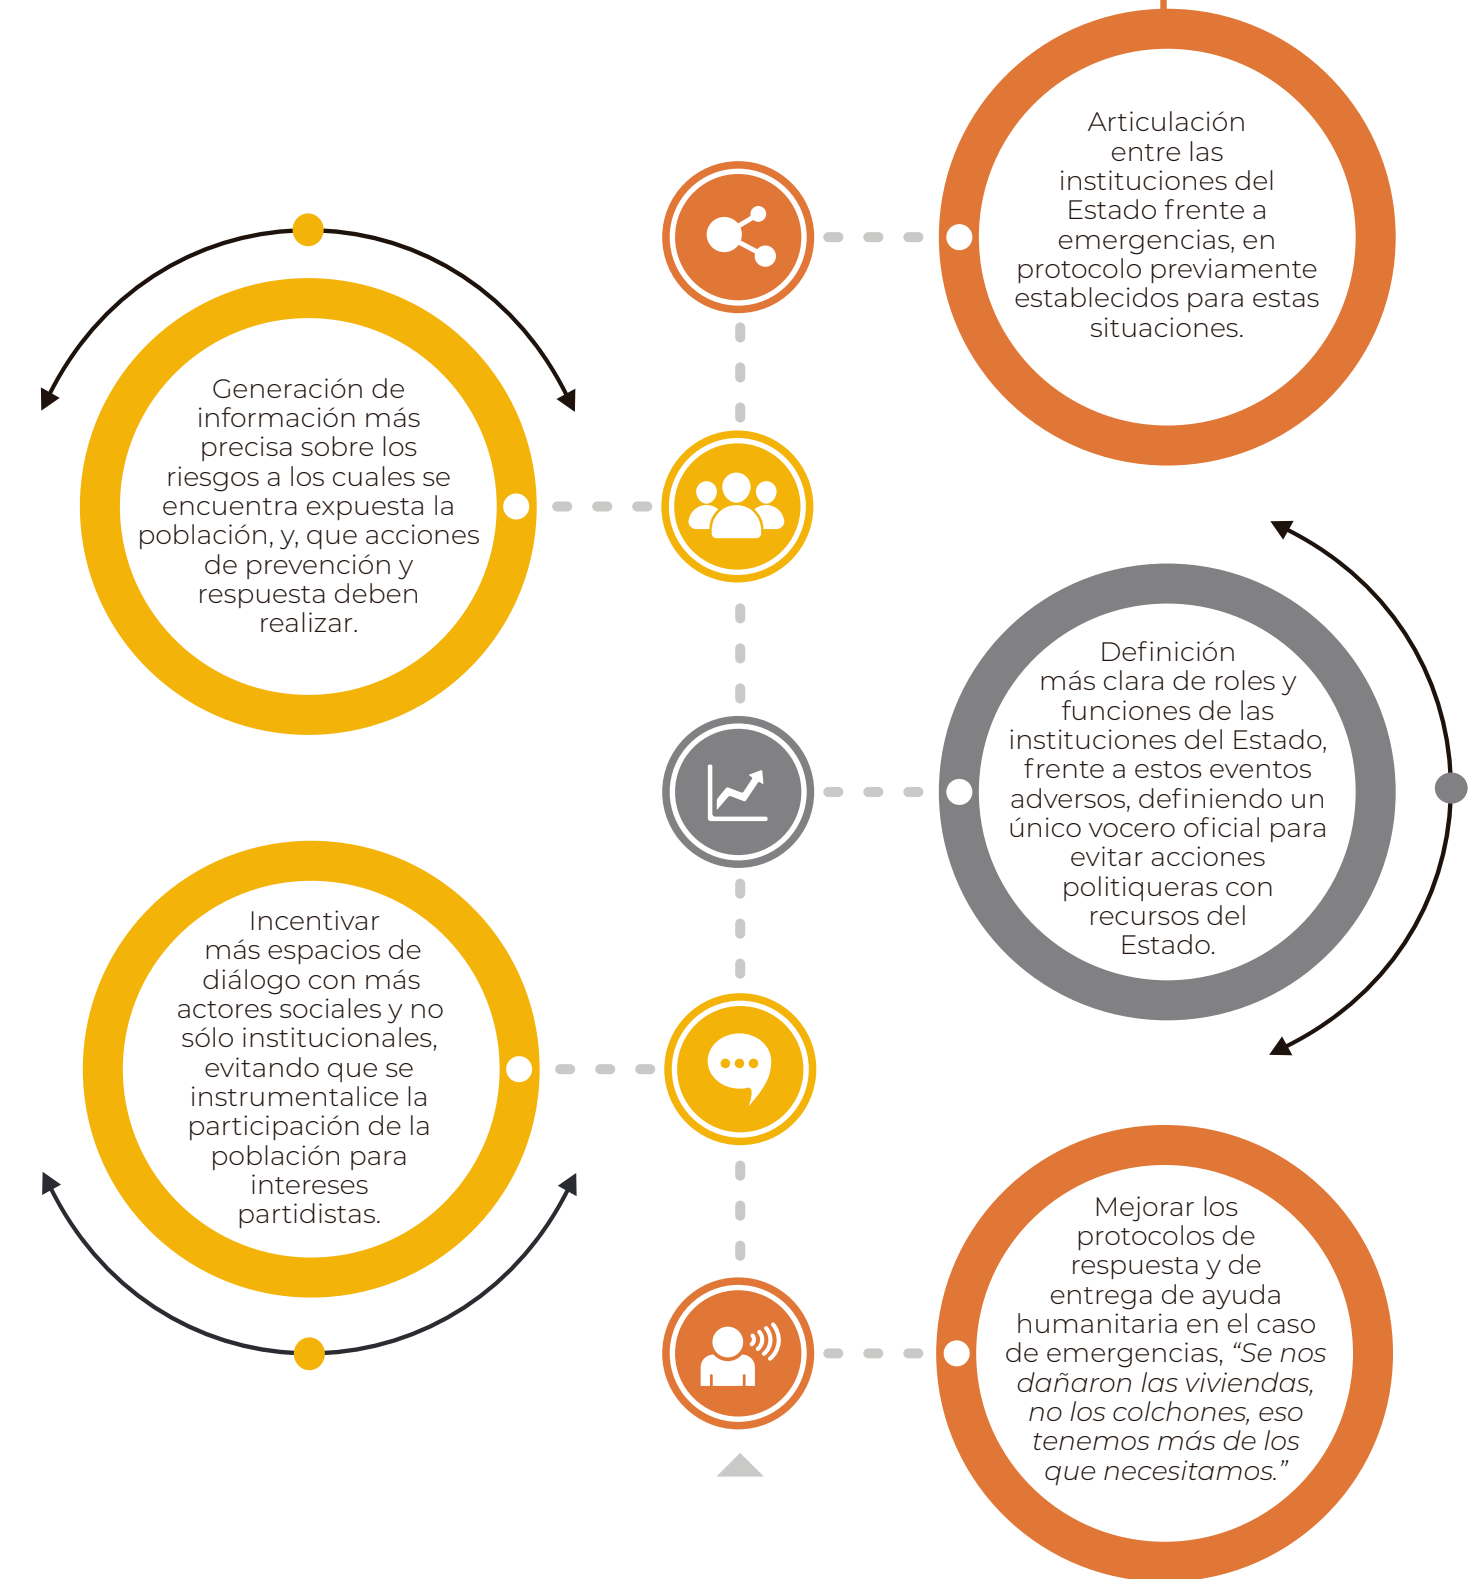 Articulación
entre las
instituciones del
Estado frente a
emergencias, en
protocolo previamente
establecidos para estas
situaciones.
Generación de
información más
precisa sobre los
riesgos a los cuales se
encuentra expuesta la
población, y, que acciones
de prevención y
respuesta deben
realizar.
Definición
más clara de roles y
funciones de las
instituciones del Estado,
frente a estos eventos
adversos, definiendo un
único vocero oficial para
evitar acciones
politiqueras con
recursos del
Estado.
Incentivar
más espacios de
diálogo con más
actores sociales y no
sólo institucionales,
evitando que se
instrumentalice la
participación de la
población para
intereses
partidistas.
Mejorar los
protocolos de
respuesta y de
entrega de ayuda
humanitaria en el caso
de emergencias, “Se nos
dañaron las viviendas,
no los colchones, eso
tenemos más de los
que necesitamos.”